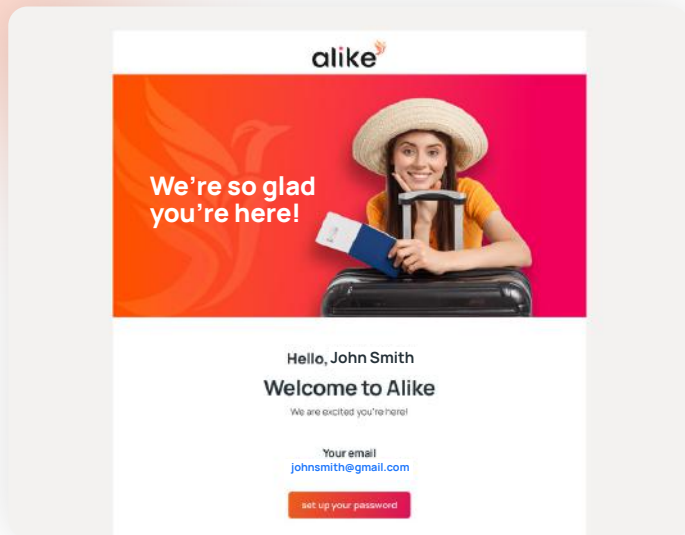 alike
We're so glad
you're here!
Hello, John Smith
Welcome to Alike
We are excited you're here!
Your email
johnsmith@gmail.com
set up your password